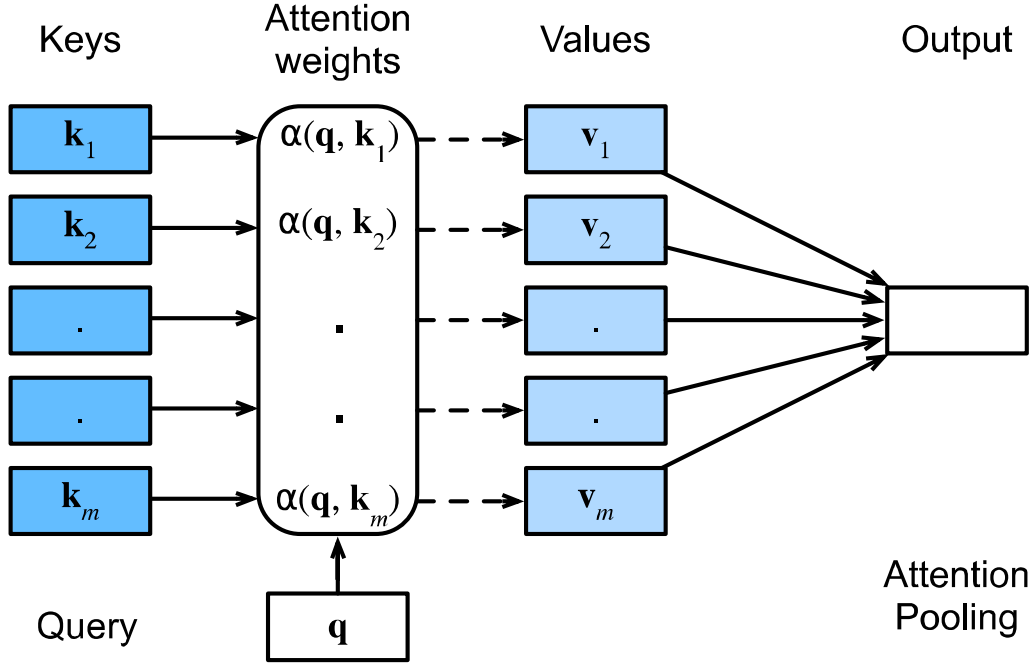 Keys
Attention
weights
Values
Output
k1
α(q, k1)
v1
k2
α(q, k2)
v2
. . .
. . .
km
α(q, km)
vm
Query
q
Attention
Pooling